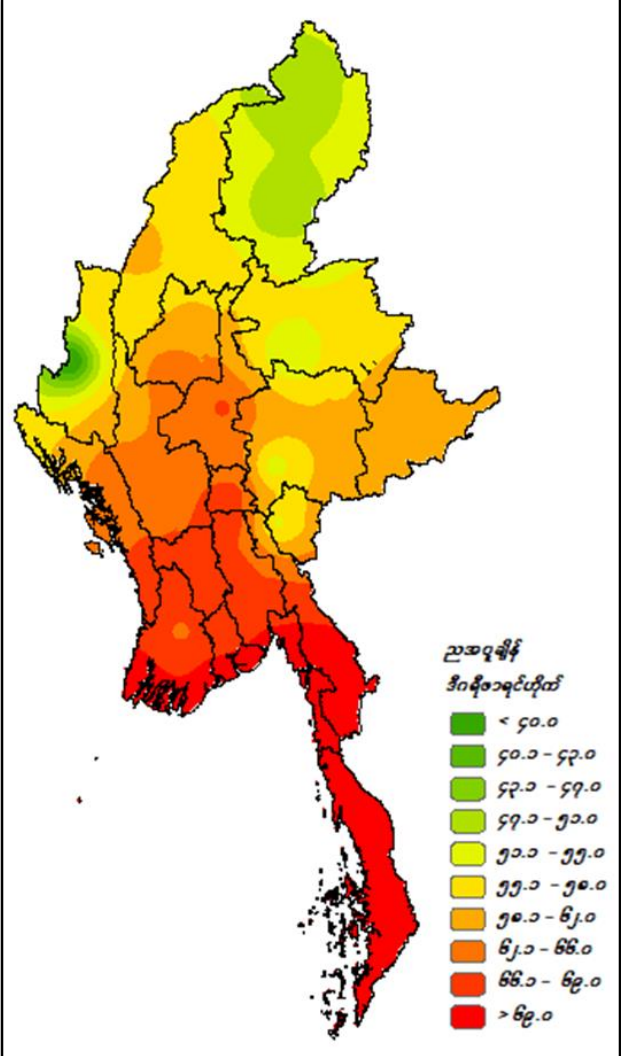 ညအပူချိန်
ဒီဂရီဖာရင်ဟိုက်
< ၄၀.၀
၄၀.၁ - ၄၃.၀
၄၃.၁ - ၄၇.၀
၄၇.၁ - ၅၁.၀
၅၁.၁ - ၅၅.၀
၅၅.၁ - ၅၈.၀
၅၈.၁ - ၆၂.၀
၆၂.၁ - ၆၆.၀
၆၆.၁ - ၆၉.၀
> ၆၉.၀